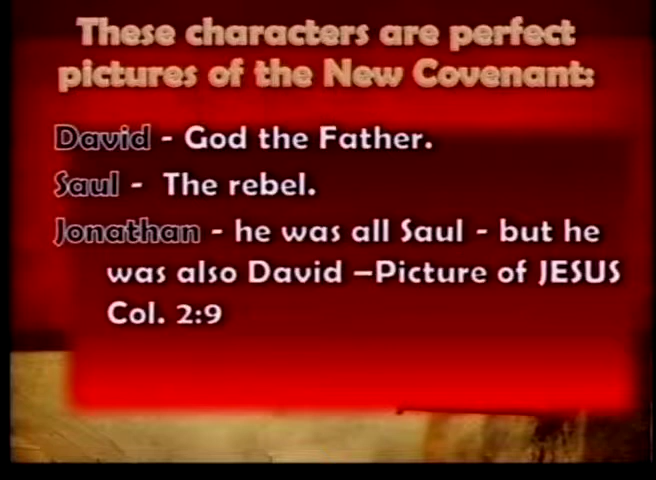 These characters are perfect
pictures of the New Covenant:
David - God the Father.
Saul - The rebel.
Jonathan - he was all Saul - but he
was also David –Picture of JESUS
Col. 2:9